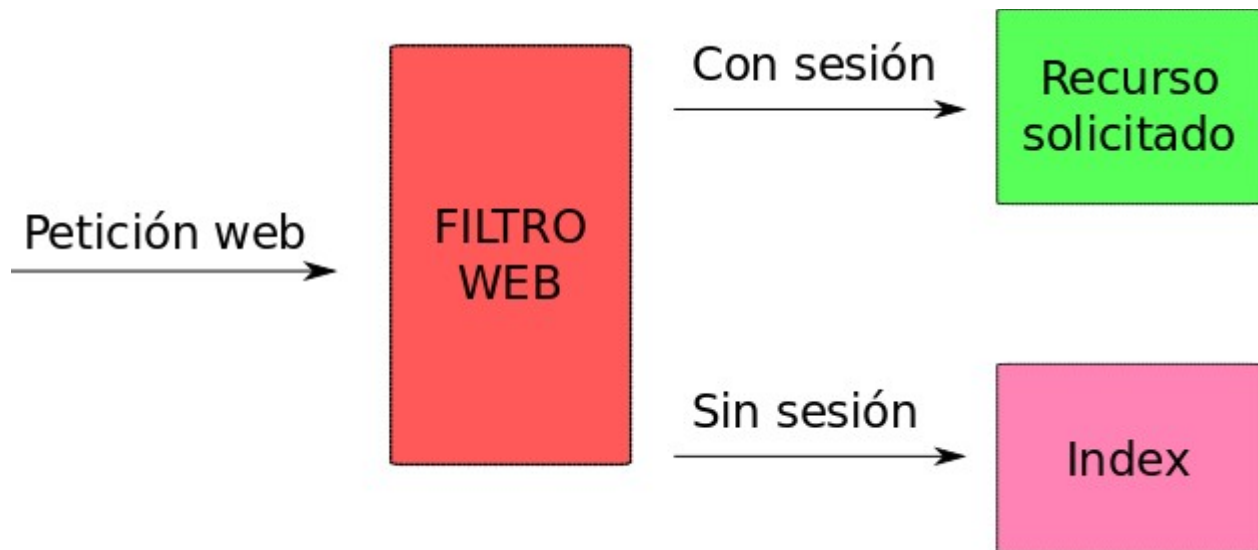 Petición web
FILTRO
WEB
Con sesión
Recurso
solicitado
Sin sesión
Index